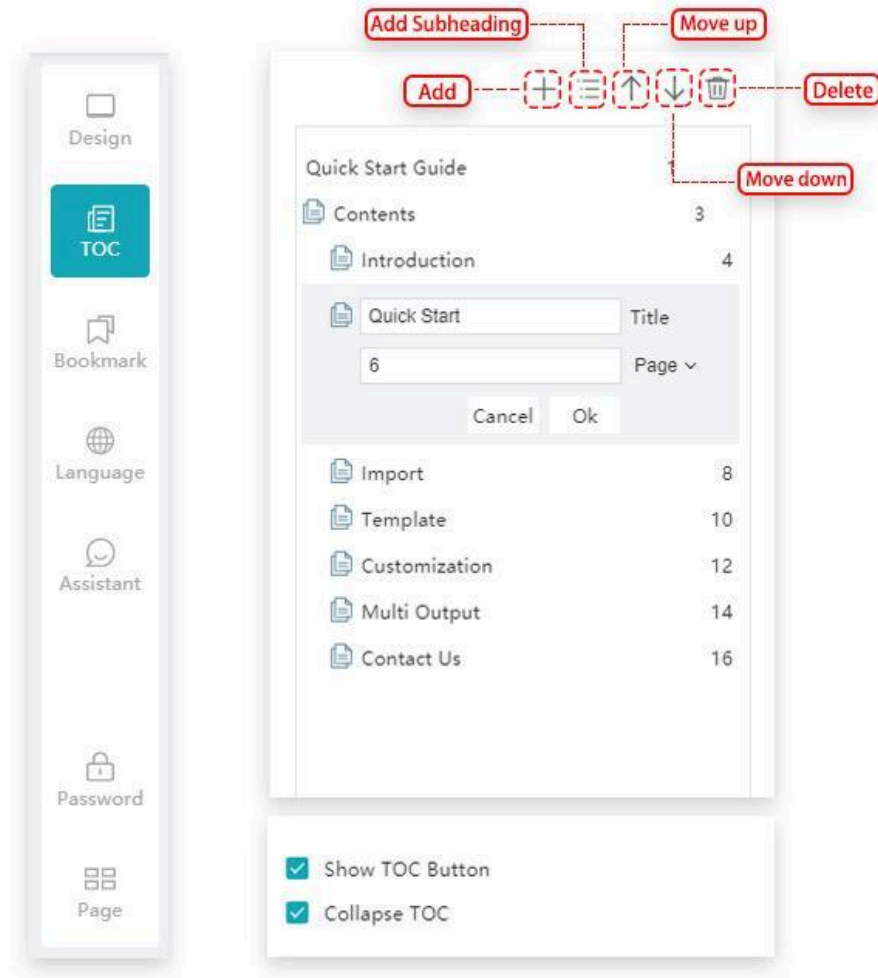 Add Subheading
Move up
Add
Delete
Move down
Design
TOC
Bookmark
Language
Assistant
Password
Page
Quick Start Guide 1
Contents 3
Introduction 4
Quick Start Title
6 Page
Cancel Ok
Import 8
Template 10
Customization 12
Multi Output 14
Contact Us 16
Show TOC Button
Collapse TOC